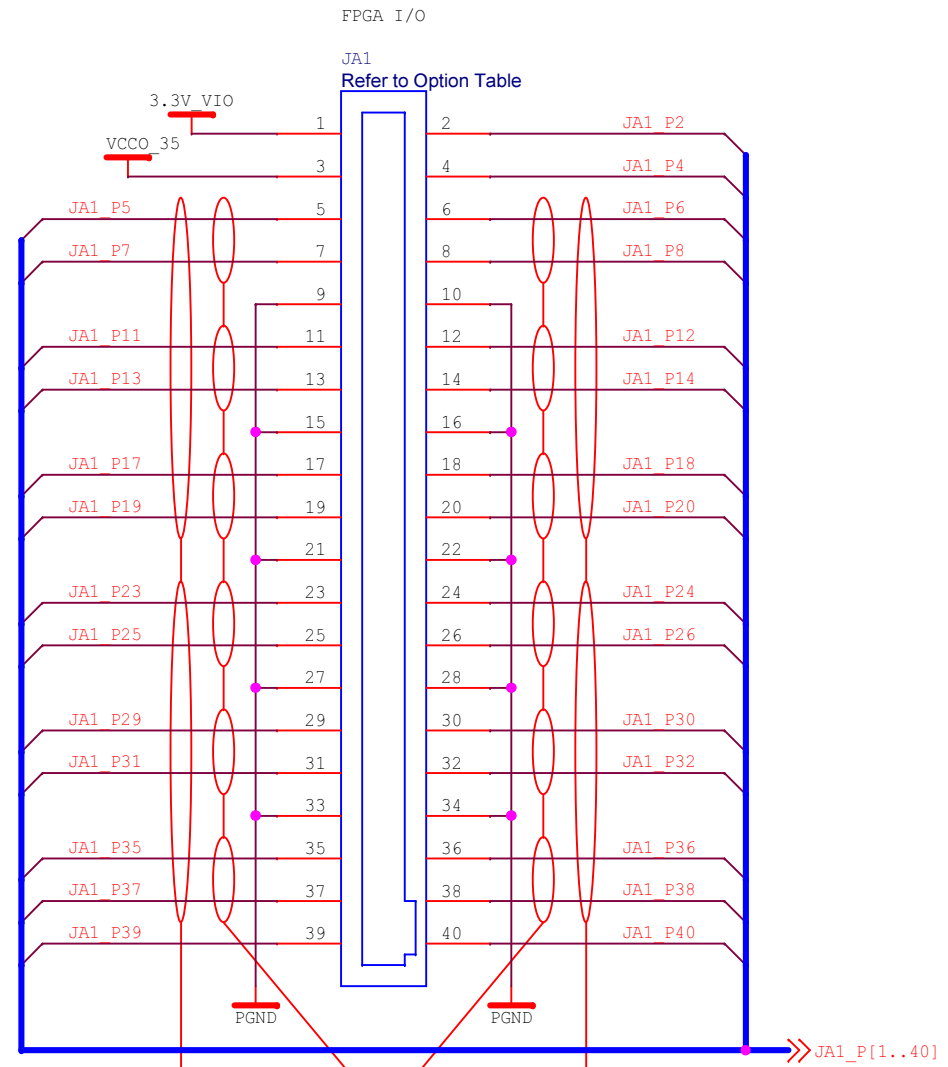 FPGA I/O
JA1
Refer to Option Table
3.3V_VIO
1 2 JA1_P2
VCCO_35
3 4 JA1_P4
JA1_P5 5 6 JA1_P6
JA1_P7 7 8 JA1_P8
9 10
JA1_P11 11 12 JA1_P12
JA1_P13 13 14 JA1_P14
15 16
JA1_P17 17 18 JA1_P18
JA1_P19 19 20 JA1_P20
21 22
JA1_P23 23 24 JA1_P24
JA1_P25 25 26 JA1_P26
27 28
JA1_P29 29 30 JA1_P30
JA1_P31 31 32 JA1_P32
33 34
JA1_P35 35 36 JA1_P36
JA1_P37 37 38 JA1_P38
JA1_P39 39 40 JA1_P40
PGND PGND
JA1_P[1..40]